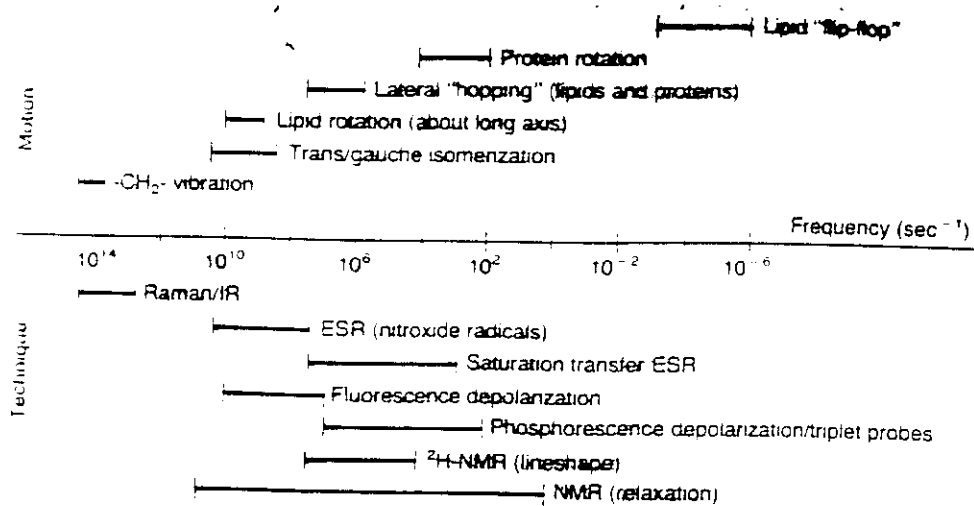 Lipid "flip-flop"
Protein rotation
Lateral "hopping" (lipids and proteins)
Lipid rotation (about long axis)
Trans/gauche isomerization
-CH₂- vibration
Motion
Frequency (sec⁻¹)
10¹⁴ 10¹⁰ 10⁶ 10² 10⁻² 10⁻⁶
Raman/IR
ESR (nitroxide radicals)
Saturation transfer ESR
Fluorescence depolarization
Phosphorescence depolarization/triplet probes
²H-NMR (lineshape)
NMR (relaxation)
Technique